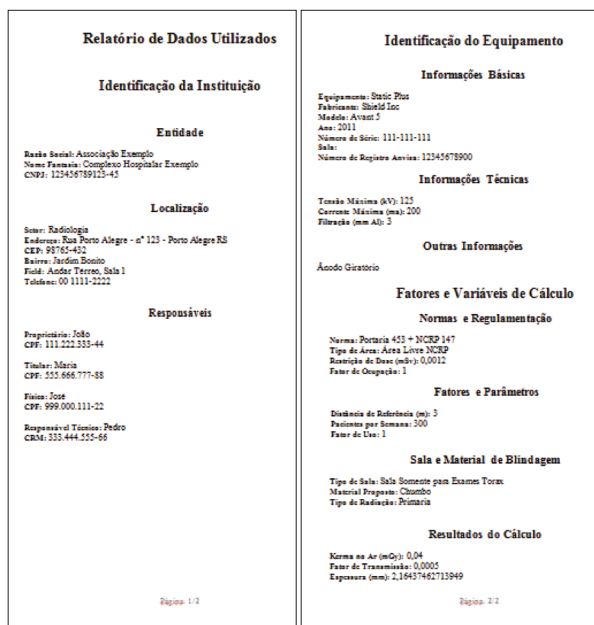 Relatório de Dados Utilizados
Identificação da Instituição
Entidade
Razão Social: Associação Exemplo
Nome Fantasia: Complexo Hospitalar Exemplo
CNPJ: 123456789123-45
Localização
Setor: Radiologia
Endereço: Rua Porto Alegre - nº 123 - Porto Alegre RS
CEP: 98765-432
Bairro: Jardim Bonito
Field: Andar Térreo, Sala 1
Telefone: 00 1111-2222
Responsáveis
Proprietário: João
CPF: 111.222.333-44
Titular: Maria
CPF: 555.666.777-88
Físico: José
CPF: 999.000.111-22
Responsável Técnico: Pedro
CRM: 333.444.555-66
Página: 1/2
Identificação do Equipamento
Informações Básicas
Equipamento: Static Plus
Fabricante: Shield Inc
Modelo: Avant 5
Ano: 2011
Número de Série: 111-111-111
Sala:
Número de Registro Anvisa: 12345678900
Informações Técnicas
Tensão Máxima (kV): 125
Corrente Máxima (ma): 200
Filtração (mm Al): 3
Outras Informações
Ânodo Giratório
Fatores e Variáveis de Cálculo
Normas e Regulamentação
Norma: Portaria 453 + NCRP 147
Tipo de Área: Área Livre NCRP
Restrição de Dose (mSv): 0,0012
Fator de Ocupação: 1
Fatores e Parâmetros
Distância de Referência (m): 3
Pacientes por Semana: 300
Fator de Uso: 1
Sala e Material de Blindagem
Tipo de Sala: Sala Somente para Exames Torax
Material Proposto: Chumbo
Tipo de Radiação: Primaria
Resultados do Cálculo
Kerma no Ar (mGy): 0,04
Fator de Transmissão: 0,0005
Espessura (mm): 2,16437462713949
Página: 2/2